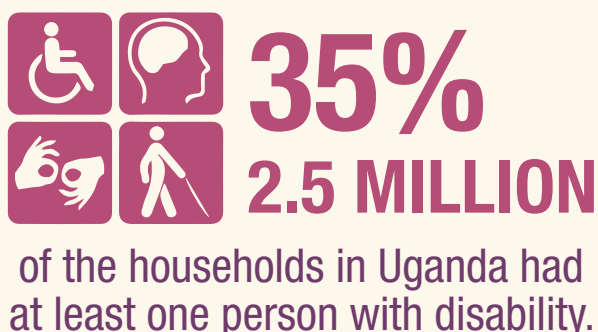 35%
2.5 MILLION
of the households in Uganda had
at least one person with disability.